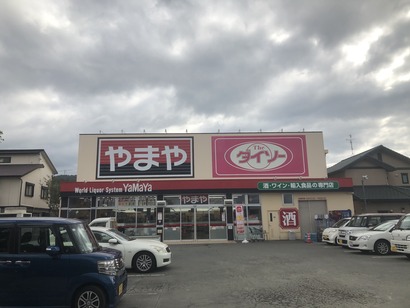 やまや
The
ダイソー
World Liquor System YaMaYa
酒・ワイン・輸入食品の専門店
やまや
酒